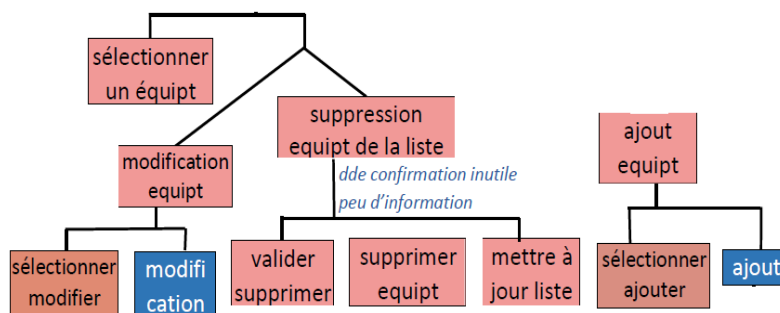 sélectionner
un équipt
suppression
equipt de la liste
ajout
equipt
modification
equipt
dde confirmation inutile
peu d'information
sélectionner
modifier
modifi
cation
valider
supprimer
supprimer
equipt
mettre à
jour liste
sélectionner
ajouter
ajout